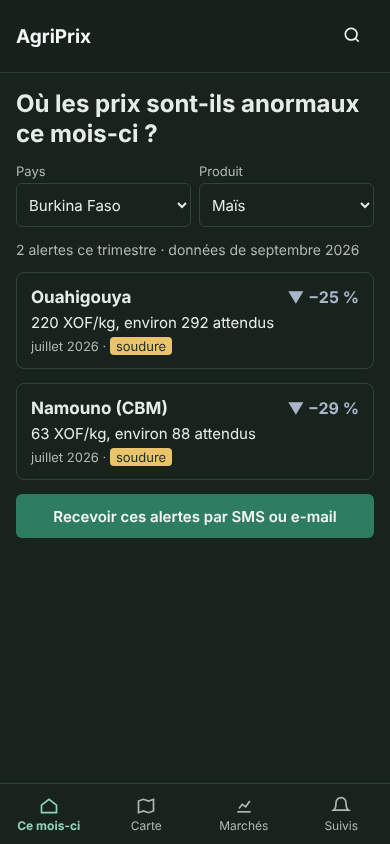 AgriPrix
Où les prix sont-ils anormaux
ce mois-ci ?
Pays
Produit
Burkina Faso
Maïs
2 alertes ce trimestre · données de septembre 2026
Ouahigouya
▼ −25 %
220 XOF/kg, environ 292 attendus
juillet 2026 · soudure
Namouno (CBM)
▼ −29 %
63 XOF/kg, environ 88 attendus
juillet 2026 · soudure
Recevoir ces alertes par SMS ou e-mail
Ce mois-ci
Carte
Marchés
Suivis